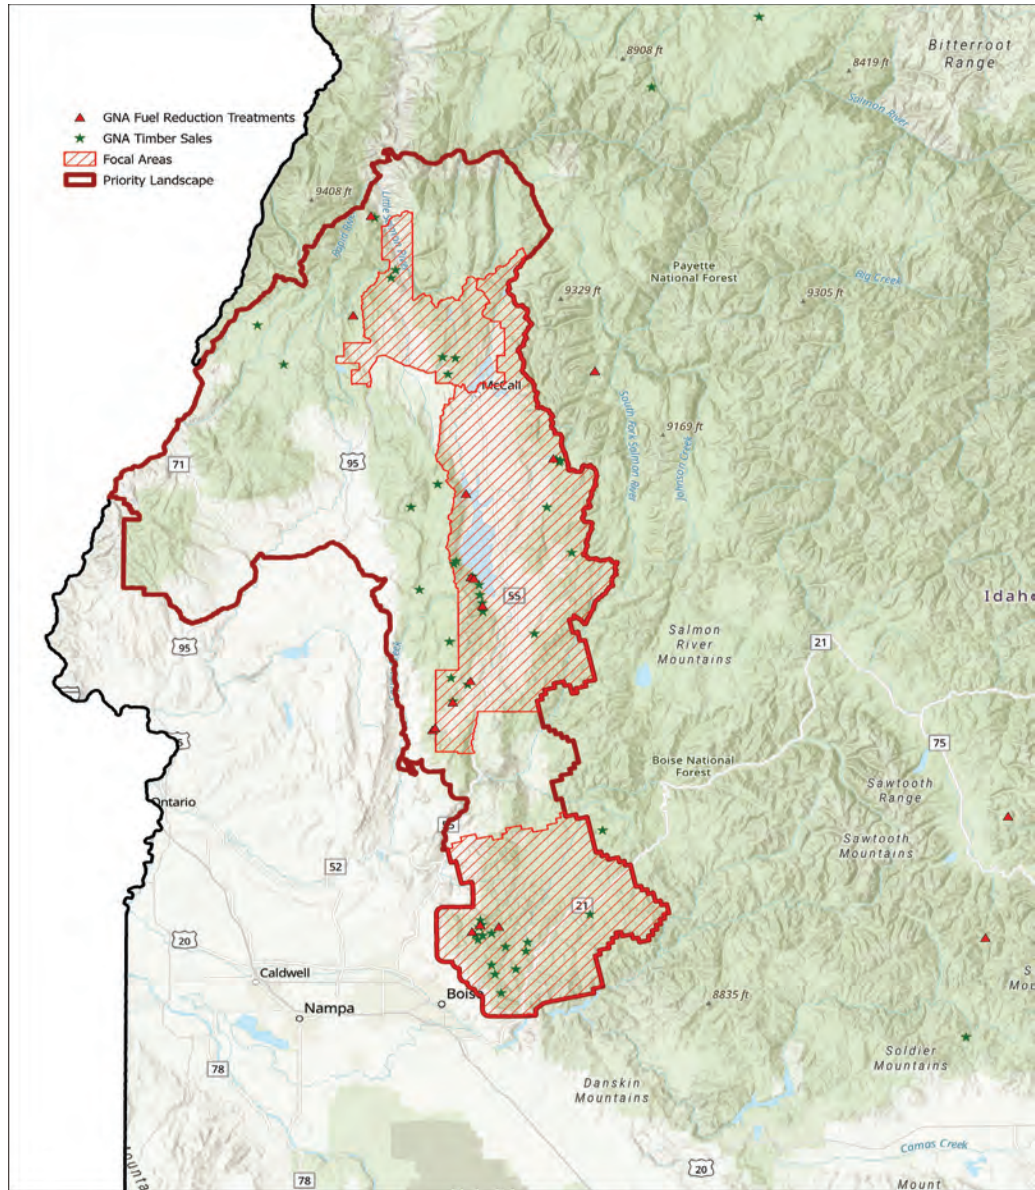 8908 ft
Bitterroot
Range
8419 ft
Salmon River
GNA Fuel Reduction Treatments
GNA Timber Sales
Focal Areas
Priority Landscape
9408 ft
Rapid River
Payette
National Forest
Big Creek
9329 ft
9305 ft
McCall
South Fork Salmon River
Johnson Creek
9169 ft
71
95
55
Idaho
95
Salmon
River
Mountains
21
75
Boise National
Forest
Sawtooth
Range
Ontario
55
Sawtooth
Mountains
52
21
20
Caldwell
Nampa
Boise
8835 ft
78
Soldier
Mountains
Danskin
Mountains
Camas Creek
20
78
Mount